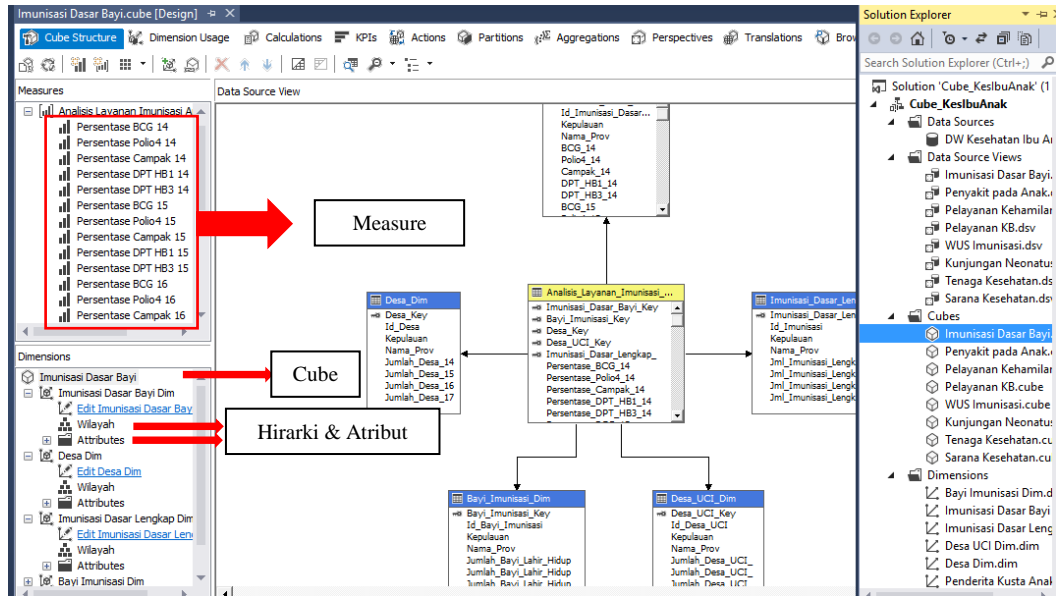 Imunisasi Dasar Bayi.cube [Design]
Cube Structure Dimension Usage Calculations KPIs Actions Partitions Aggregations Perspectives Translations Brow
Measures
Analisis Layanan Imunisasi A
Persentase BCG 14
Persentase Polio4 14
Persentase Campak 14
Persentase DPT HB1 14
Persentase DPT HB3 14
Persentase BCG 15
Persentase Polio4 15
Persentase Campak 15
Persentase DPT HB1 15
Persentase DPT HB3 15
Persentase BCG 16
Persentase Polio4 16
Persentase Campak 16
Dimensions
Imunisasi Dasar Bayi
Imunisasi Dasar Bayi Dim
Edit Imunisasi Dasar Bay
Wilayah
Attributes
Desa Dim
Edit Desa Dim
Wilayah
Attributes
Imunisasi Dasar Lengkap Dim
Edit Imunisasi Dasar Len
Wilayah
Attributes
Bayi Imunisasi Dim
Measure
Cube
Hirarki & Atribut
Data Source View
Id_Imunisasi_Dasar...
Kepulauan
Nama_Prov
BCG_14
Polio4_14
Campak_14
DPT_HB1_14
DPT_HB3_14
BCG_15
Desa_Dim
Desa_Key
Id_Desa
Kepulauan
Nama_Prov
Jumlah_Desa_14
Jumlah_Desa_15
Jumlah_Desa_16
Jumlah_Desa_17
Analisis_Layanan_Imunisasi_...
Imunisasi_Dasar_Bayi_Key
Bayi_Imunisasi_Key
Desa_Key
Desa_UCI_Key
Imunisasi_Dasar_Lengkap_
Persentase_BCG_14
Persentase_Polio4_14
Persentase_Campak_14
Persentase_DPT_HB1_14
Persentase_DPT_HB3_14
Imunisasi_Dasar_Len
Imunisasi_Dasar_Len
Id_Imunisasi
Kepulauan
Nama_Prov
Jml_Imunisasi_Lengk
Jml_Imunisasi_Lengk
Jml_Imunisasi_Lengk
Jml_Imunisasi_Lengk
Bayi_Imunisasi_Dim
Bayi_Imunisasi_Key
Id_Bayi_Imunisasi
Kepulauan
Nama_Prov
Jumlah_Bayi_Lahir_Hidup
Jumlah_Bayi_Lahir_Hidup
Jumlah_Bayi_Lahir_Hidup
Desa_UCI_Dim
Desa_UCI_Key
Id_Desa_UCI
Kepulauan
Nama_Prov
Jumlah_Desa_UCI_
Jumlah_Desa_UCI_
Jumlah_Desa_UCI_
Solution Explorer
Search Solution Explorer (Ctrl+;)
Solution 'Cube_KesIbuAnak' (1
Cube_KesIbuAnak
Data Sources
DW Kesehatan Ibu A
Data Source Views
Imunisasi Dasar Bayi.
Penyakit pada Anak.
Pelayanan Kehamilar
Pelayanan KB.dsv
WUS Imunisasi.dsv
Kunjungan Neonatus
Tenaga Kesehatan.ds
Sarana Kesehatan.dsv
Cubes
Imunisasi Dasar Bayi.
Penyakit pada Anak.
Pelayanan Kehamilar
Pelayanan KB.cube
WUS Imunisasi.cube
Kunjungan Neonatus
Tenaga Kesehatan.cu
Sarana Kesehatan.cu
Dimensions
Bayi Imunisasi Dim.d
Imunisasi Dasar Bayi
Imunisasi Dasar Leng
Desa UCI Dim.dim
Desa Dim.dim
Penderita Kusta Anak